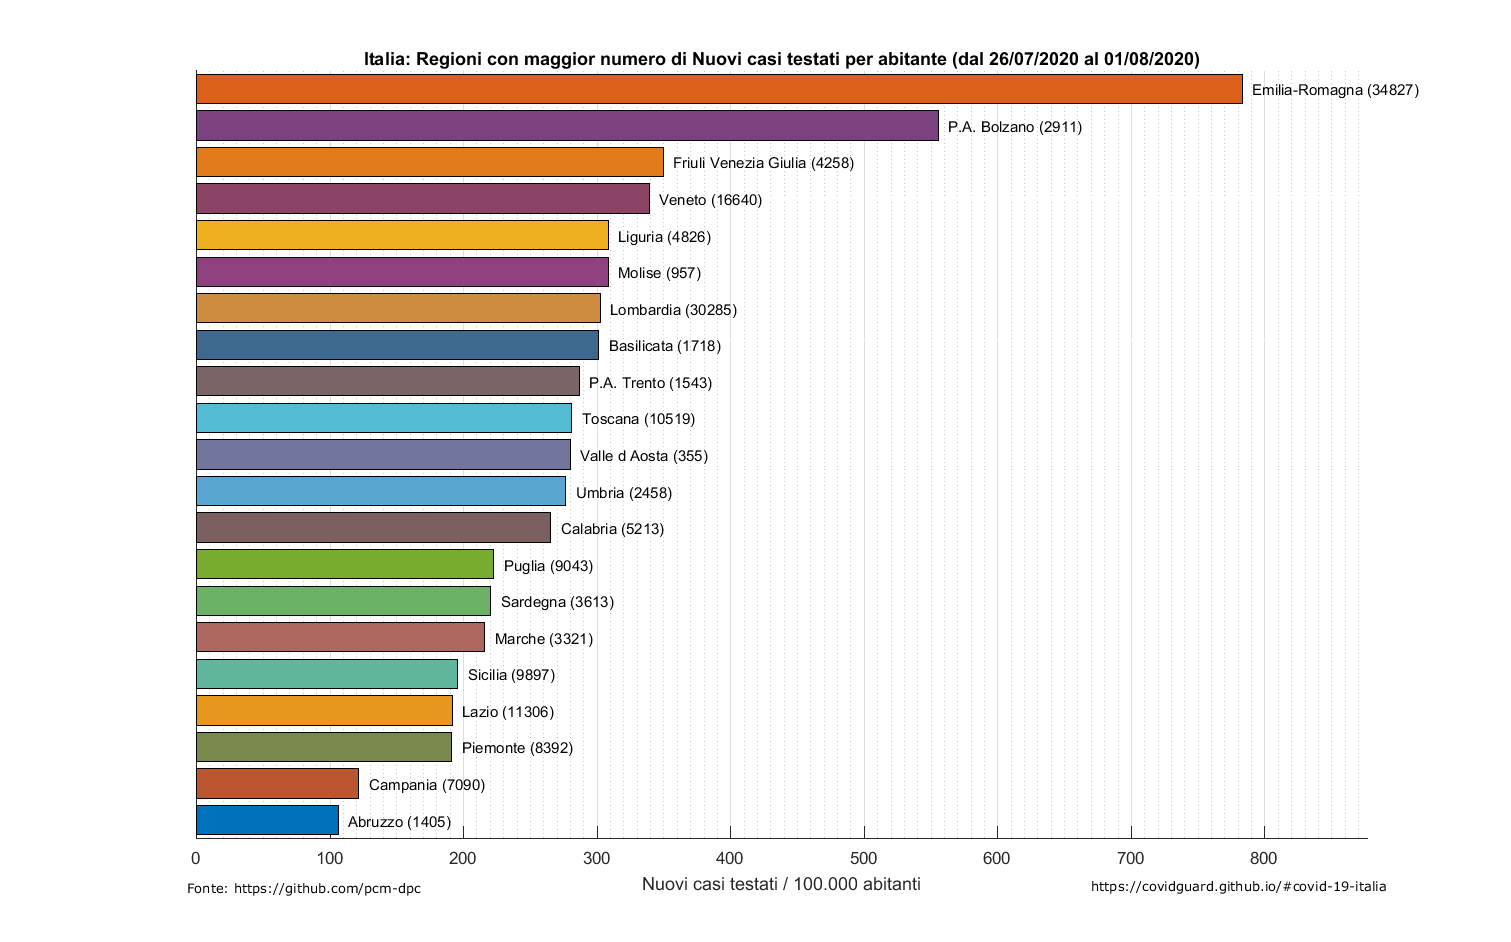 Italia: Regioni con maggior numero di Nuovi casi testati per abitante (dal 26/07/2020 al 01/08/2020)
Emilia-Romagna (34827)
P.A. Bolzano (2911)
Friuli Venezia Giulia (4258)
Veneto (16640)
Liguria (4826)
Molise (957)
Lombardia (30285)
Basilicata (1718)
P.A. Trento (1543)
Toscana (10519)
Valle d Aosta (355)
Umbria (2458)
Calabria (5213)
Puglia (9043)
Sardegna (3613)
Marche (3321)
Sicilia (9897)
Lazio (11306)
Piemonte (8392)
Campania (7090)
Abruzzo (1405)
0 100 200 300 400 500 600 700 800
Nuovi casi testati / 100.000 abitanti
Fonte: https://github.com/pcm-dpc
https://covidguard.github.io/#covid-19-italia